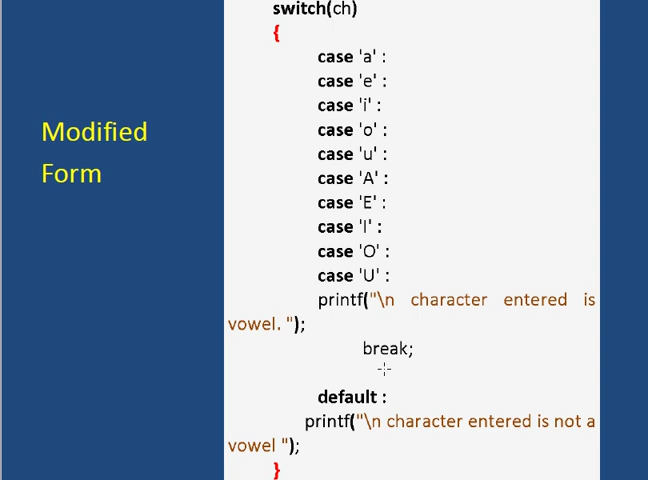 Modified
Form
switch(ch)
{
case 'a' :
case 'e' :
case 'i' :
case 'o' :
case 'u' :
case 'A' :
case 'E' :
case 'I' :
case 'O' :
case 'U' :
printf("\n character entered is
vowel. ");
break;
default :
printf("\n character entered is not a
vowel ");
}